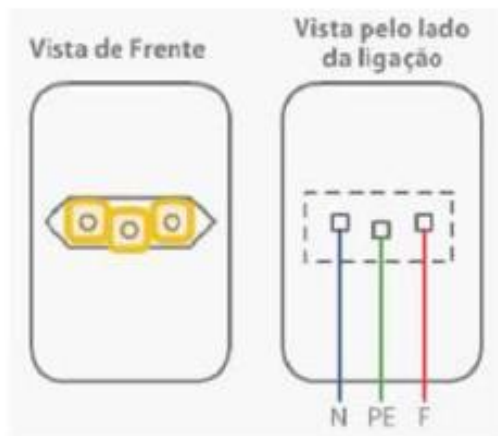 Vista de Frente
Vista pelo lado
da ligação
N PE F